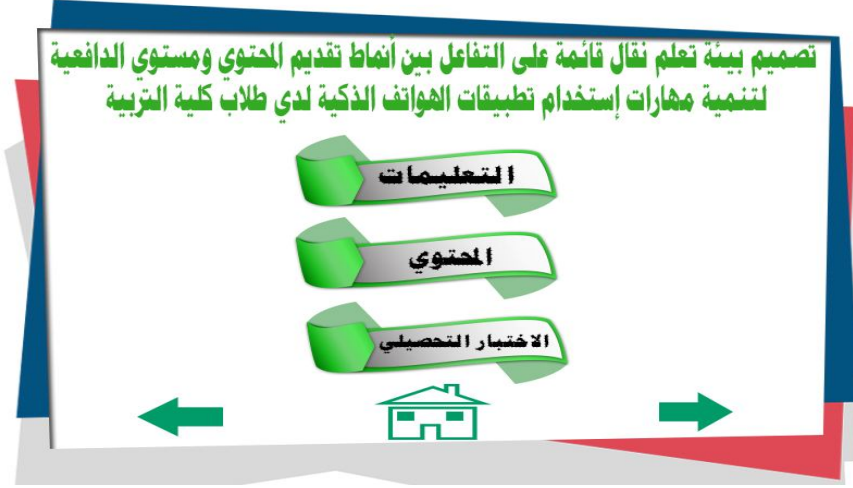 تصميم بيئة تعلم نقال قائمة على التفاعل بين أنماط تقديم المحتوي ومستوي الدافعية
لتنمية مهارات إستخدام تطبيقات الهواتف الذكية لدي طلاب كلية التربية
التعليمات
المحتوي
الاختبار التحصيلي